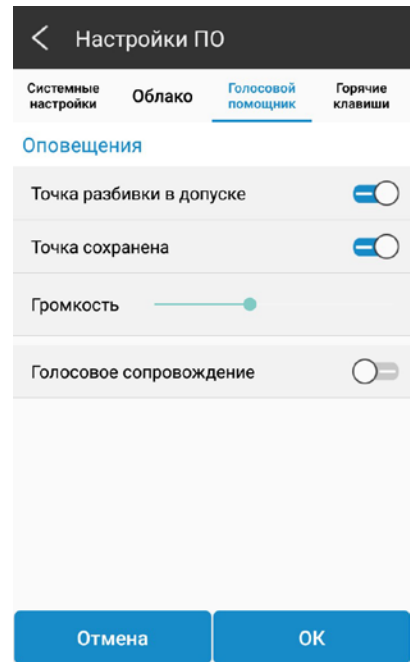 Настройки ПО
Системные настройки
Облако
Голосовой помощник
Горячие клавиши
Оповещения
Точка разбивки в допуске
Точка сохранена
Громкость
Голосовое сопровождение
Отмена
ОК